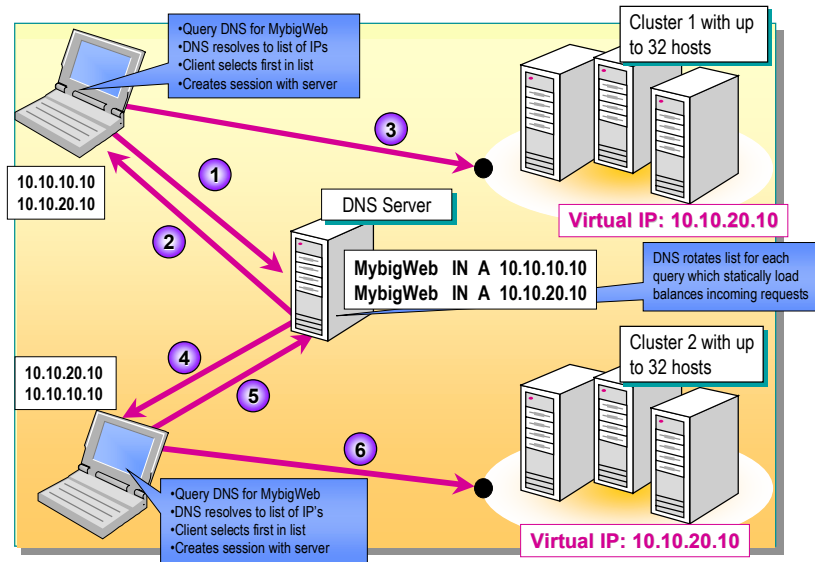 •Query DNS for MybigWeb
•DNS resolves to list of IPs
•Client selects first in list
•Creates session with server
Cluster 1 with up
to 32 hosts
3
1
10.10.10.10
10.10.20.10
2
DNS Server
Virtual IP: 10.10.20.10
MybigWeb IN A 10.10.10.10
MybigWeb IN A 10.10.20.10
DNS rotates list for each
query which statically load
balances incoming requests
4
5
10.10.20.10
10.10.10.10
Cluster 2 with up
to 32 hosts
6
•Query DNS for MybigWeb
•DNS resolves to list of IP's
•Client selects first in list
•Creates session with server
Virtual IP: 10.10.20.10